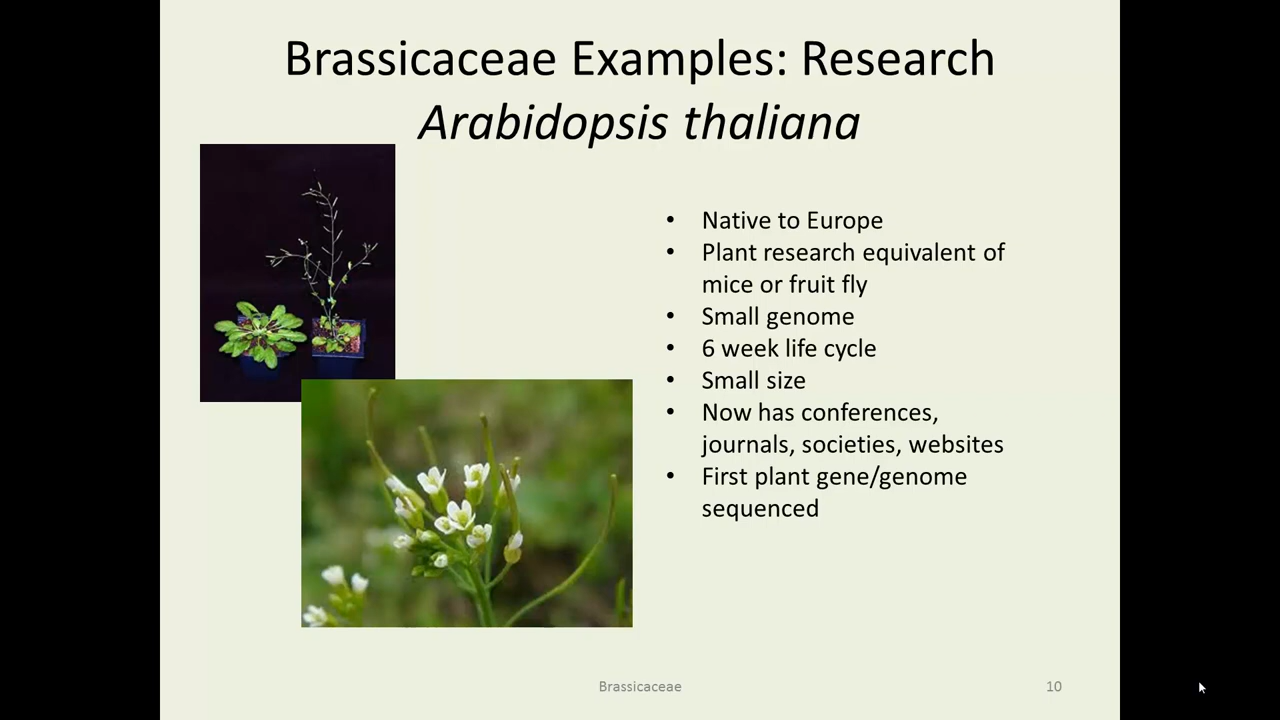 Brassicaceae Examples: Research
Arabidopsis thaliana
• Native to Europe
• Plant research equivalent of
mice or fruit fly
• Small genome
• 6 week life cycle
• Small size
• Now has conferences,
journals, societies, websites
• First plant gene/genome
sequenced
Brassicaceae
10